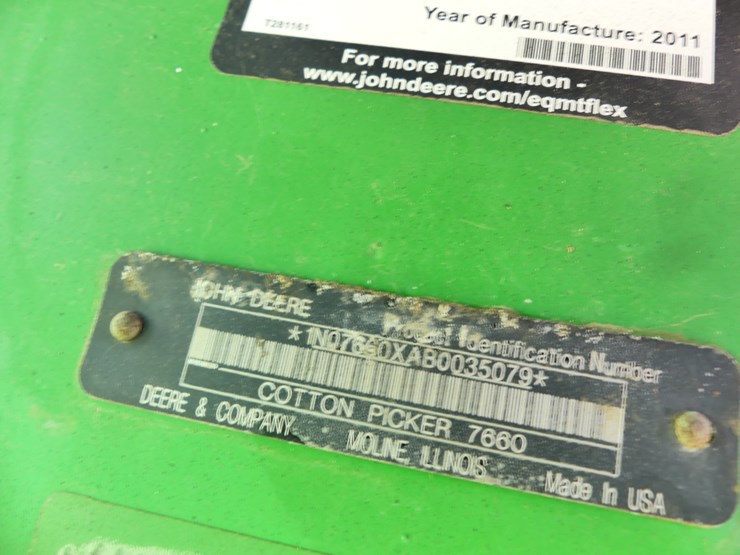 Year of Manufacture: 2011
7281161
For more information -
www.johndeere.com/eqmtflex
JOHN DEERE
Product Identification Number
*1N07660XAB0035079*
COTTON PICKER 7660
DEERE & COMPANY MOLINE, ILLINOIS Made in USA